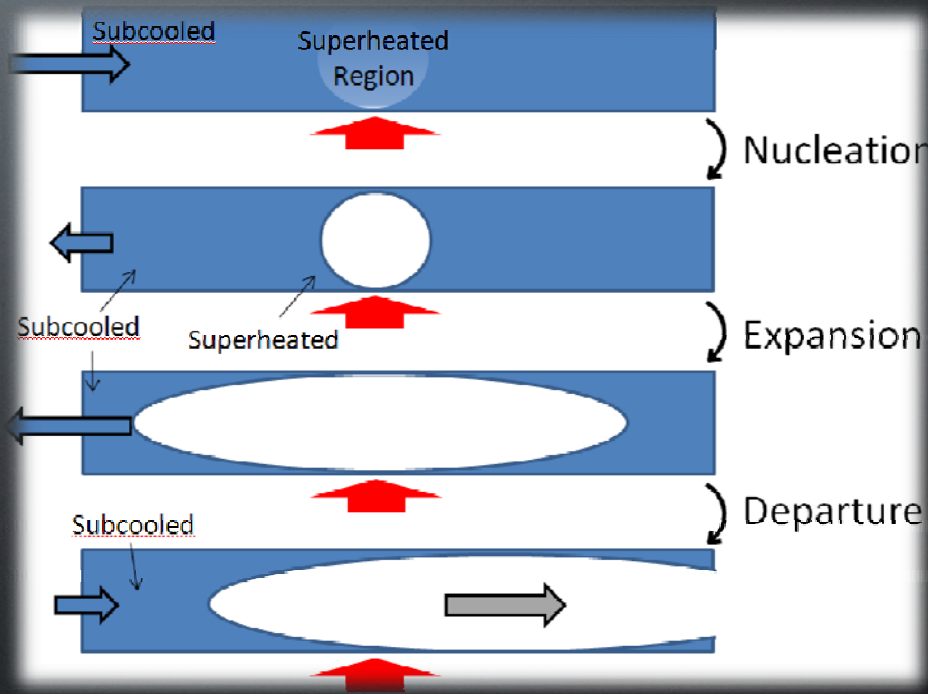 Subcooled
Superheated
Region
Nucleation
Subcooled
Superheated
Expansion
Subcooled
Departure